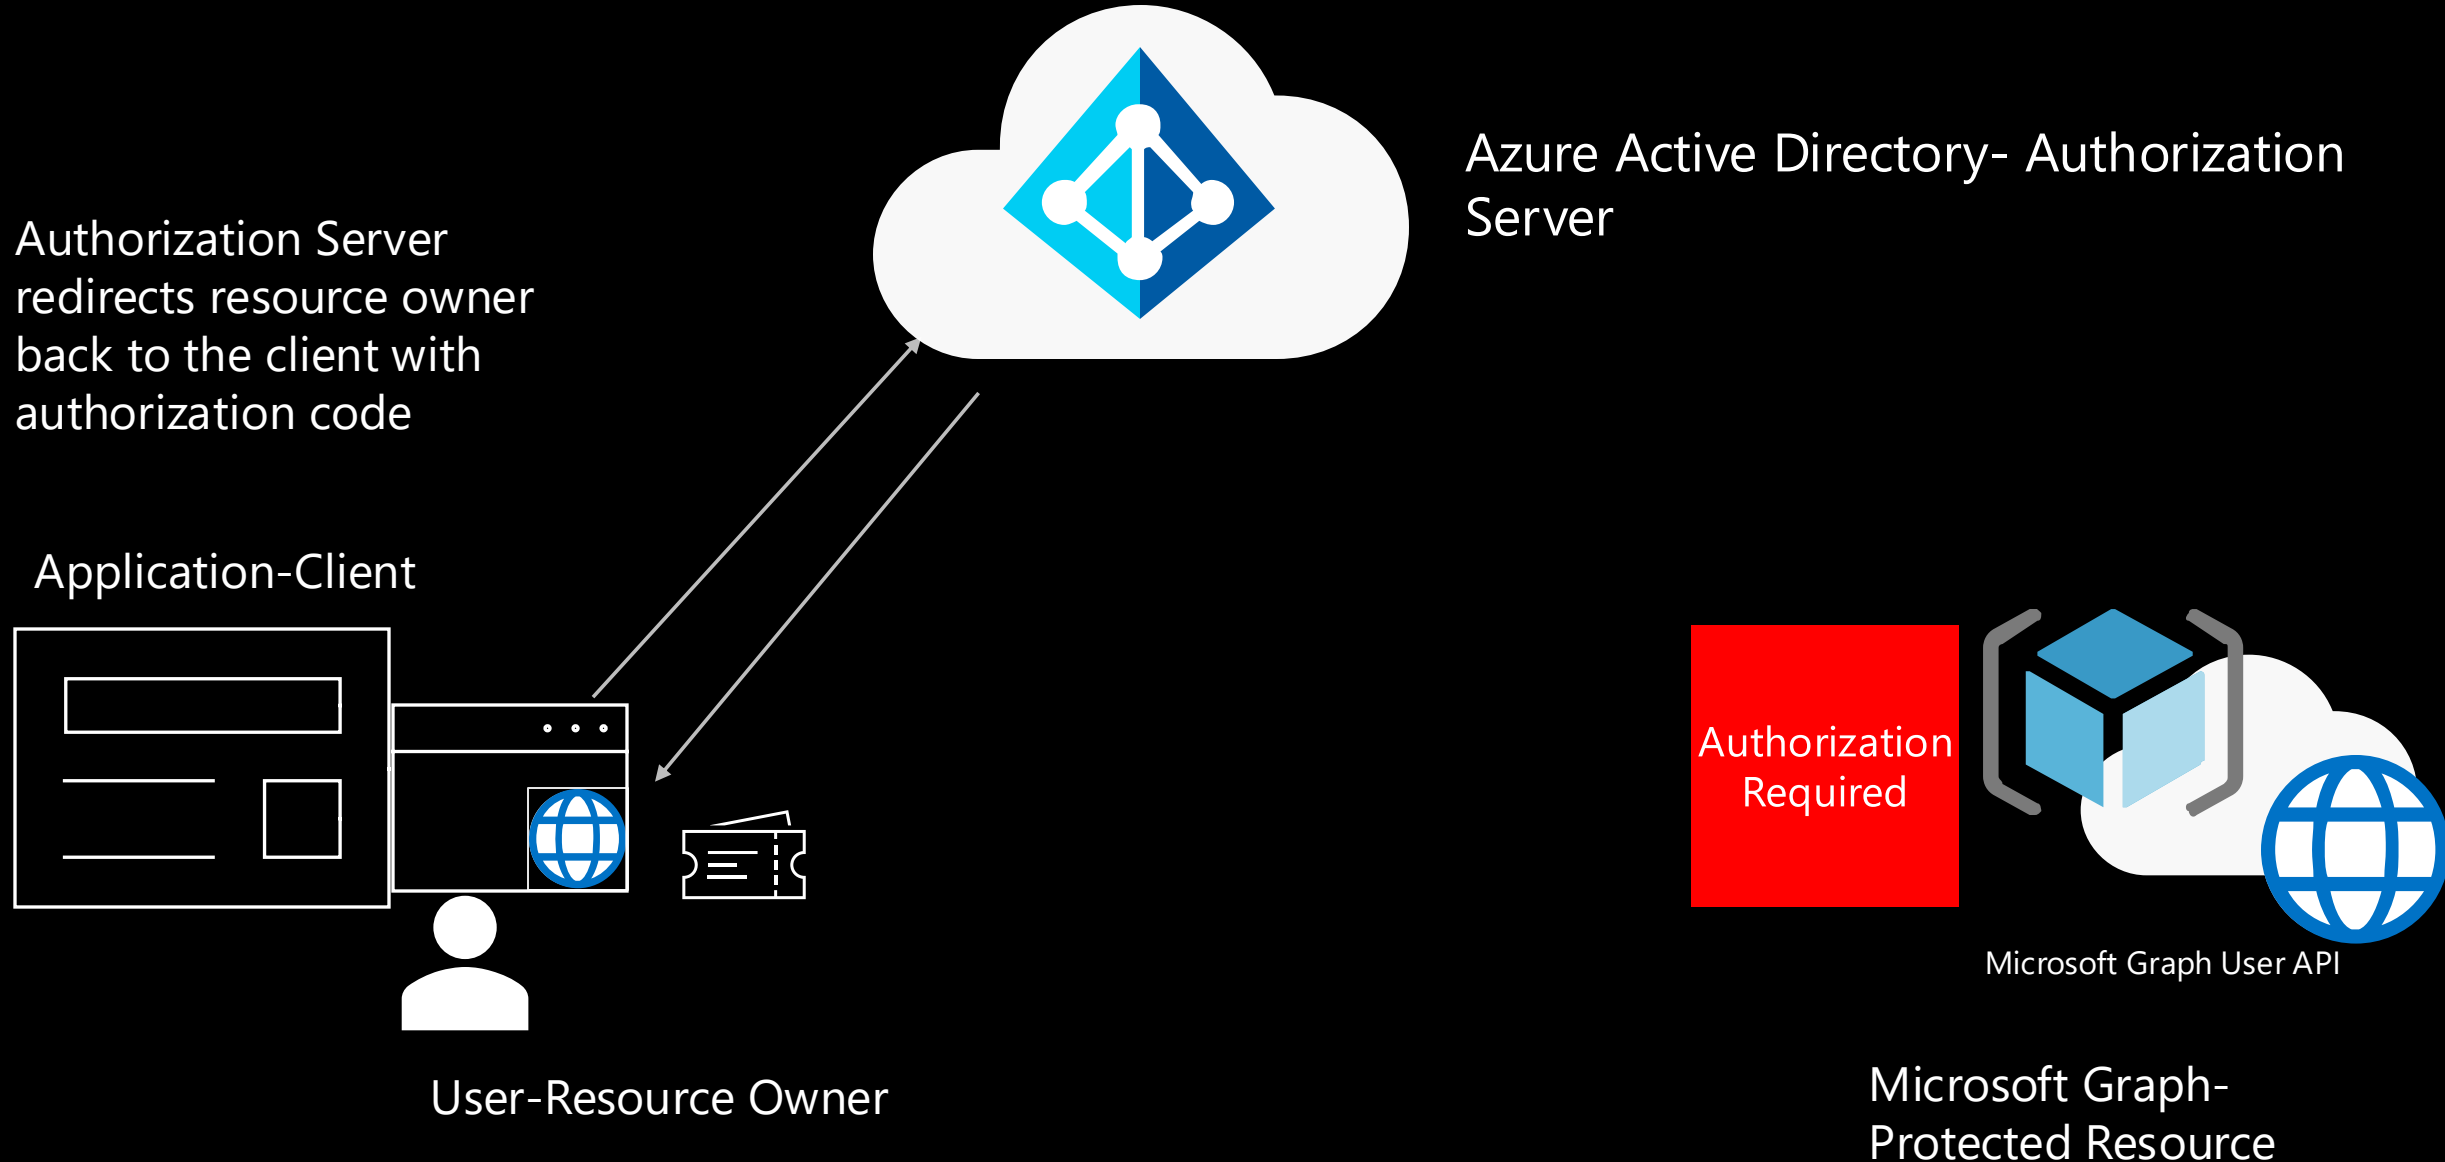 Azure Active Directory- Authorization
Server
Authorization Server
redirects resource owner
back to the client with
authorization code
Application-Client
Authorization
Required
Microsoft Graph User API
User-Resource Owner
Microsoft Graph-
Protected Resource